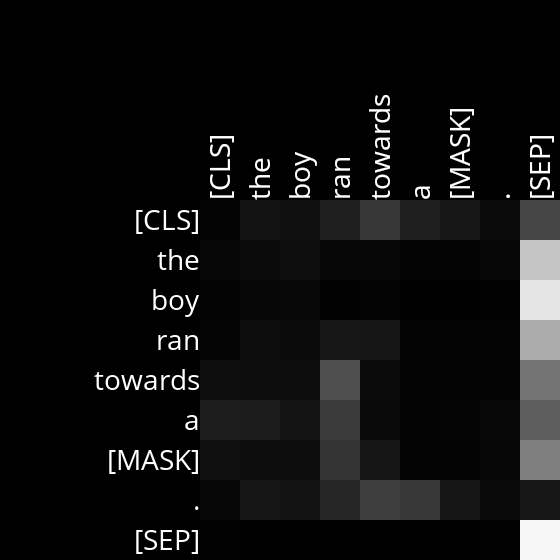 [CLS] the boy ran towards a [MASK] . [SEP]
[CLS]
the
boy
ran
towards
a
[MASK]
.
[SEP]